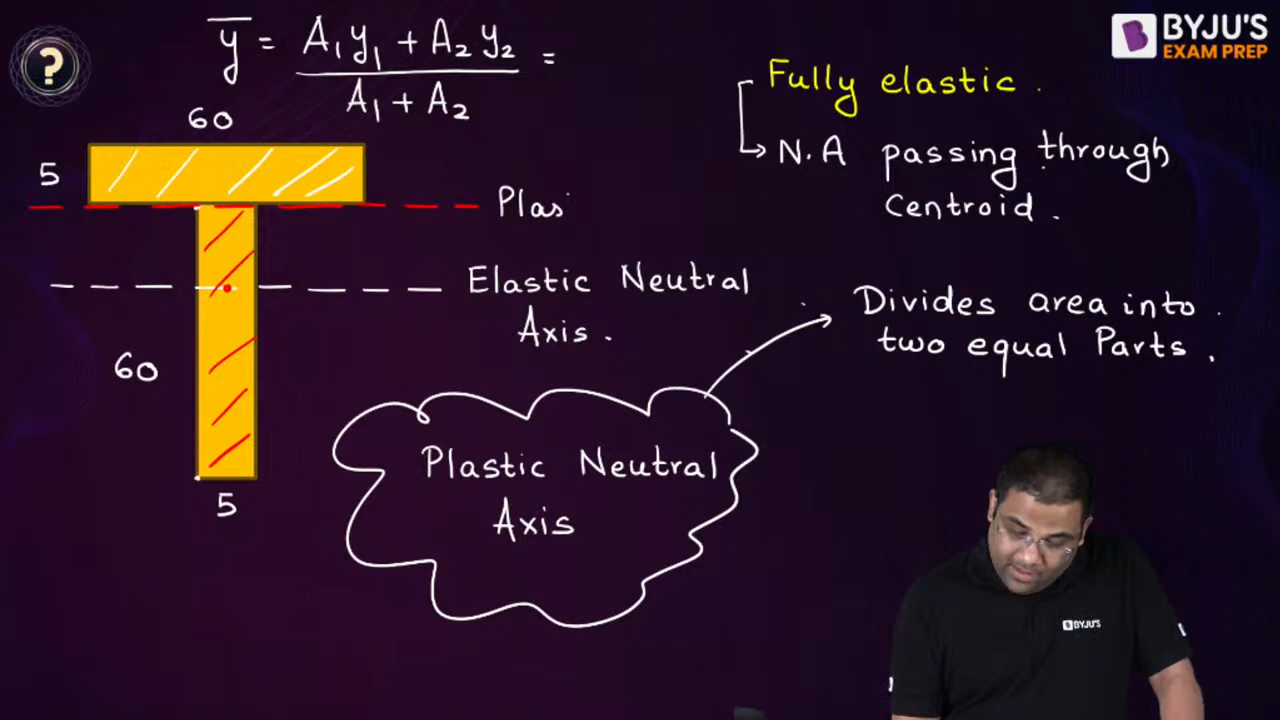 ȳ = A₁y₁ + A₂y₂ / A₁ + A₂ =
BYJU'S
EXAM PREP
?
60
5
Plas
Elastic Neutral
Axis.
60
5
Fully elastic.
N.A passing through
Centroid.
Divides area into
two equal Parts.
Plastic Neutral
Axis
BYJU'S